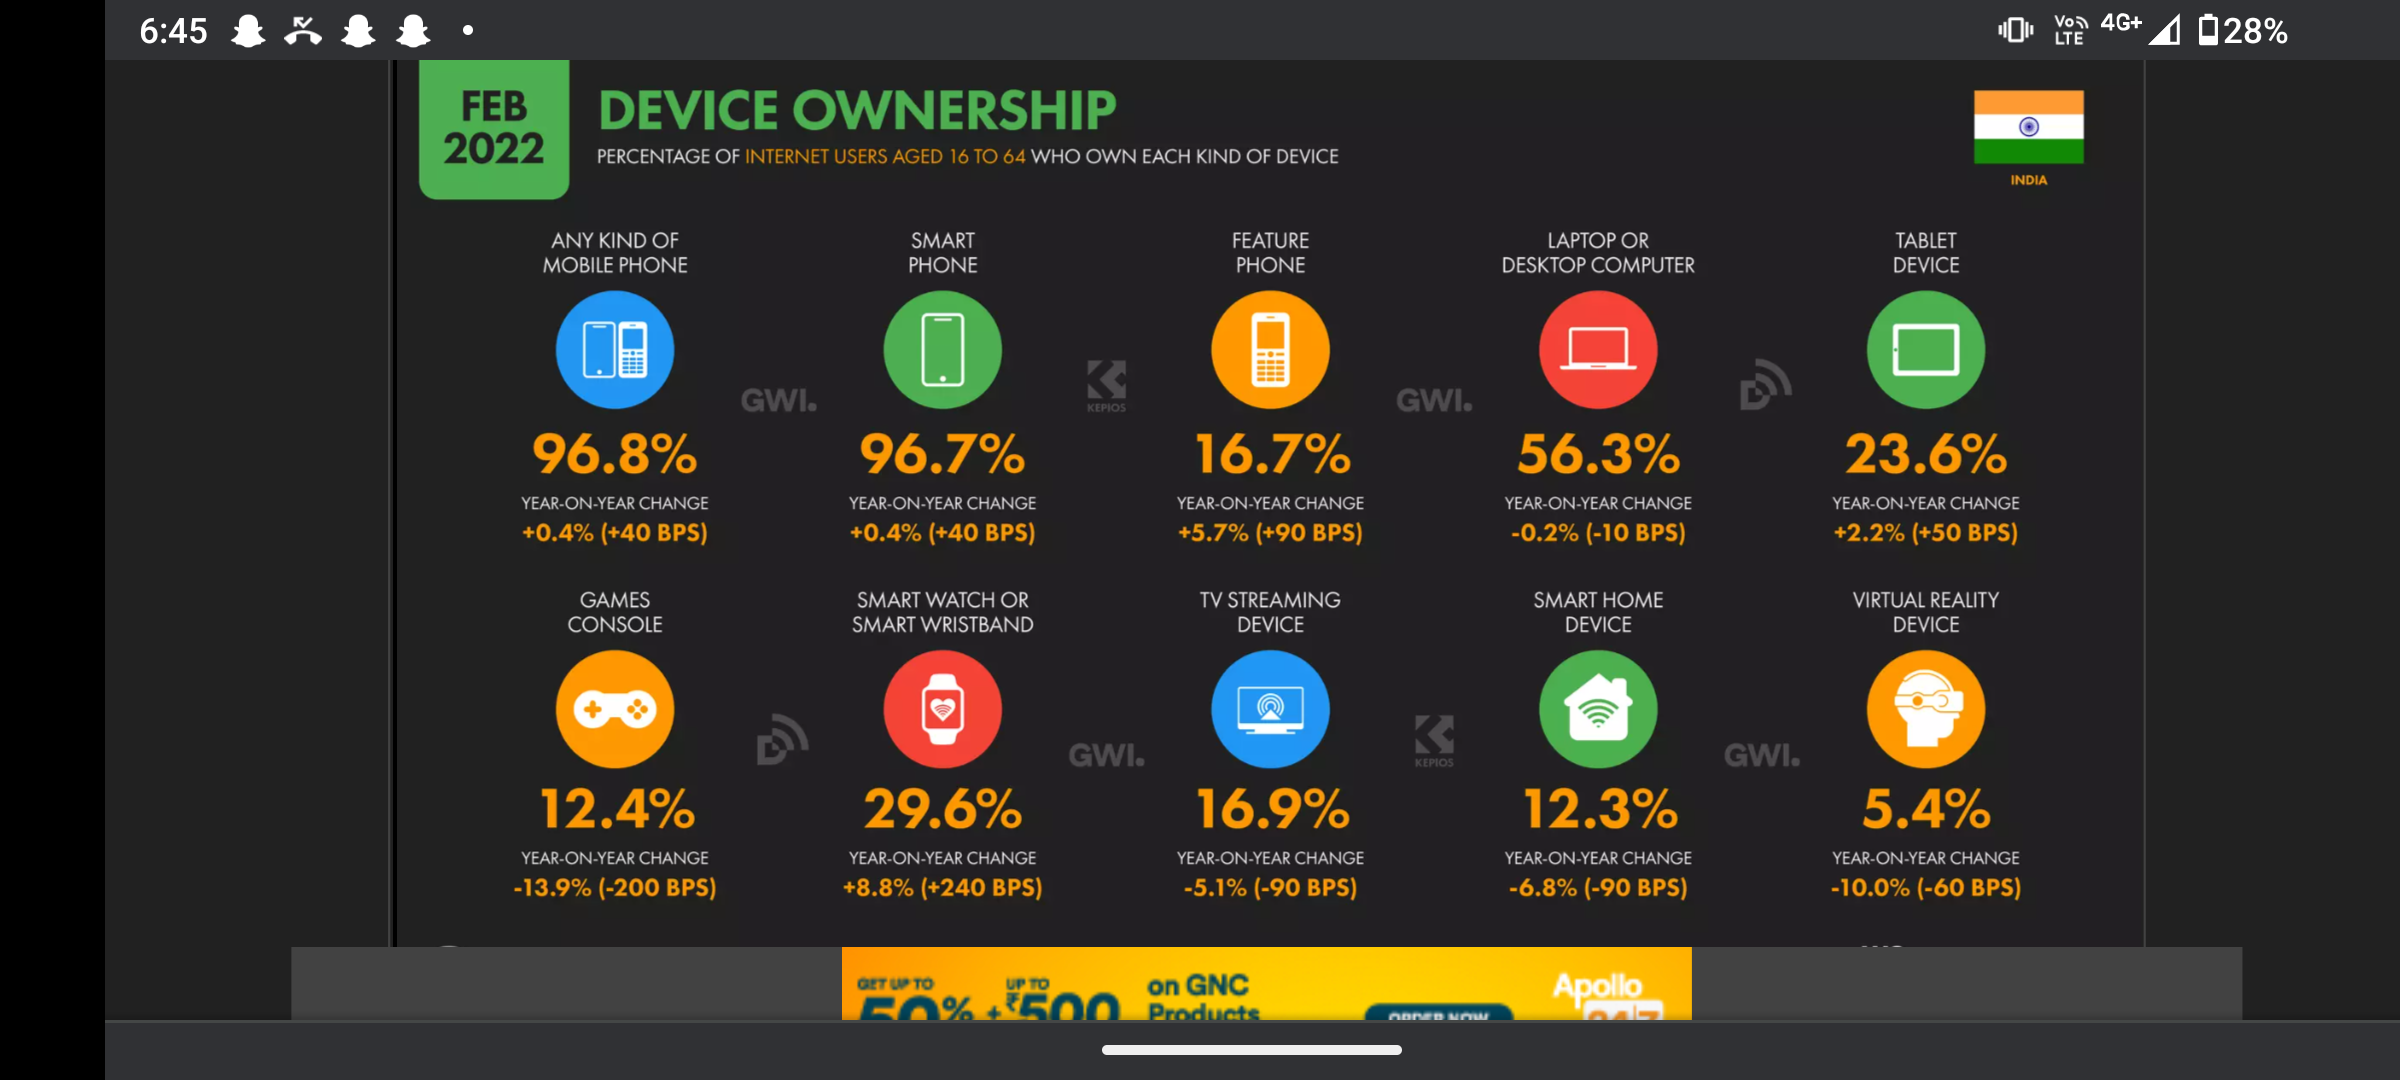 6:45
Vo LTE 4G+ 28%
FEB
2022
DEVICE OWNERSHIP
PERCENTAGE OF INTERNET USERS AGED 16 TO 64 WHO OWN EACH KIND OF DEVICE
INDIA
ANY KIND OF
MOBILE PHONE
96.8%
YEAR-ON-YEAR CHANGE
+0.4% (+40 BPS)
SMART
PHONE
96.7%
YEAR-ON-YEAR CHANGE
+0.4% (+40 BPS)
FEATURE
PHONE
16.7%
YEAR-ON-YEAR CHANGE
+5.7% (+90 BPS)
LAPTOP OR
DESKTOP COMPUTER
56.3%
YEAR-ON-YEAR CHANGE
-0.2% (-10 BPS)
TABLET
DEVICE
23.6%
YEAR-ON-YEAR CHANGE
+2.2% (+50 BPS)
GWI.
KEPIOS
GWI.
GAMES
CONSOLE
12.4%
YEAR-ON-YEAR CHANGE
-13.9% (-200 BPS)
SMART WATCH OR
SMART WRISTBAND
29.6%
YEAR-ON-YEAR CHANGE
+8.8% (+240 BPS)
TV STREAMING
DEVICE
16.9%
YEAR-ON-YEAR CHANGE
-5.1% (-90 BPS)
SMART HOME
DEVICE
12.3%
YEAR-ON-YEAR CHANGE
-6.8% (-90 BPS)
VIRTUAL REALITY
DEVICE
5.4%
YEAR-ON-YEAR CHANGE
-10.0% (-60 BPS)
GWI.
KEPIOS
GWI.
GET UP TO
50% +
UP TO
₹500
on GNC
Products
ORDER NOW
Apollo
24|7